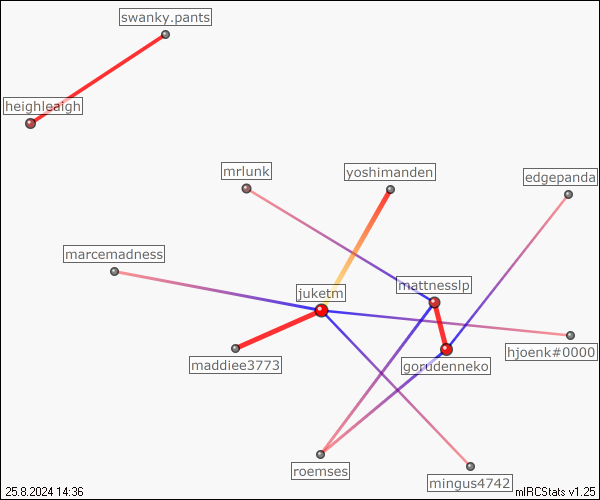 swanky.pants
heighleaigh
mrlunk
yoshimanden
edgepanda
marcemadness
juketm
mattnesslp
maddiee3773
gorudenneko
hjoenk#0000
roemses
mingus4742
25.8.2024 14:36
mIRCStats v1.25